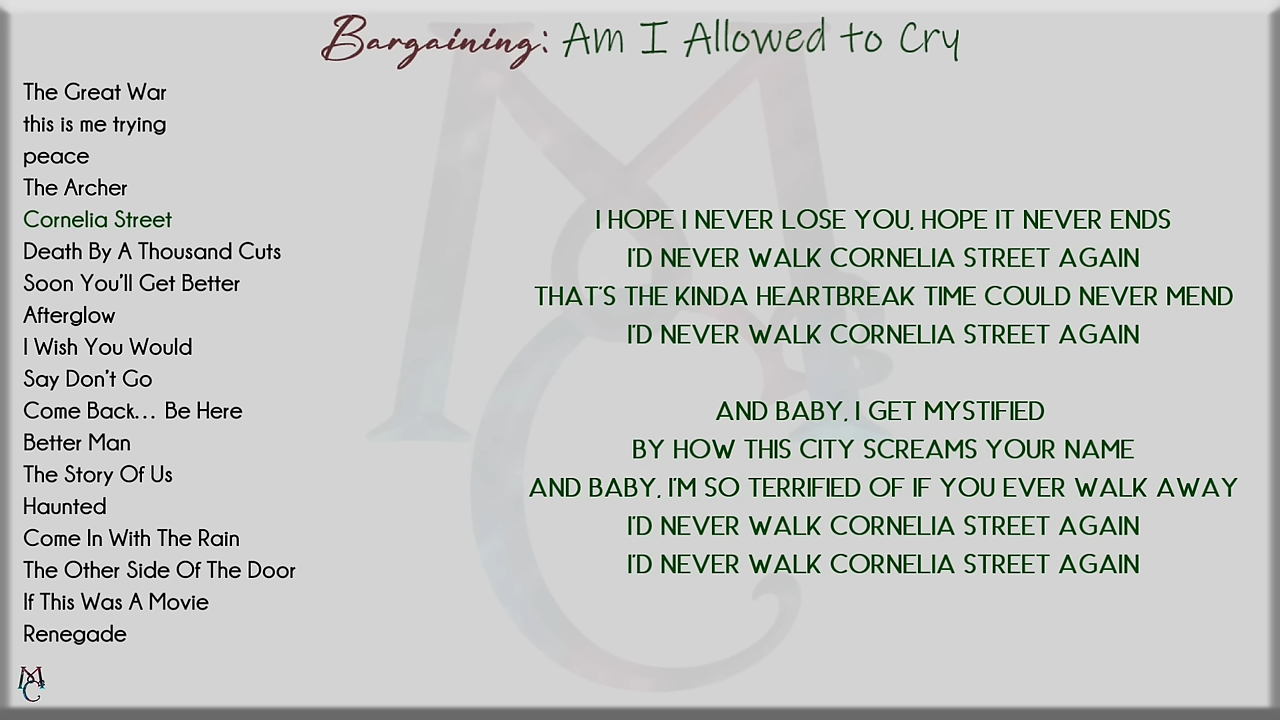 Bargaining: Am I Allowed to Cry
The Great War
this is me trying
peace
The Archer
Cornelia Street
Death By A Thousand Cuts
Soon You'll Get Better
Afterglow
I Wish You Would
Say Don't Go
Come Back... Be Here
Better Man
The Story Of Us
Haunted
Come In With The Rain
The Other Side Of The Door
If This Was A Movie
Renegade
I HOPE I NEVER LOSE YOU, HOPE IT NEVER ENDS
I'D NEVER WALK CORNELIA STREET AGAIN
THAT'S THE KINDA HEARTBREAK TIME COULD NEVER MEND
I'D NEVER WALK CORNELIA STREET AGAIN
AND BABY, I GET MYSTIFIED
BY HOW THIS CITY SCREAMS YOUR NAME
AND BABY, I'M SO TERRIFIED OF IF YOU EVER WALK AWAY
I'D NEVER WALK CORNELIA STREET AGAIN
I'D NEVER WALK CORNELIA STREET AGAIN